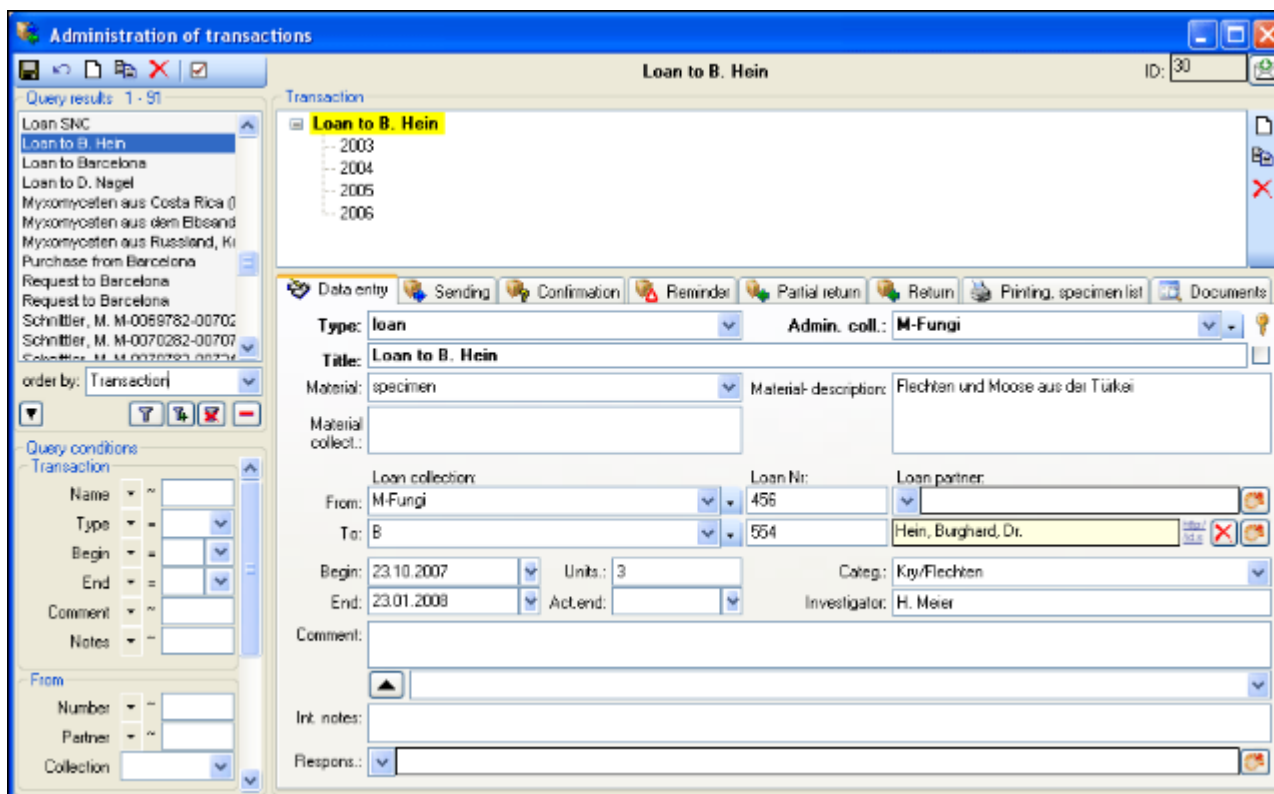 Administration of transactions
Loan to B. Hein
ID: 30
Query results 1 - 91
Loan SNC
Loan to B. Hein
Loan to Barcelona
Loan to D. Nagel
Myxomyceten aus Costa Rica (
Myxomyceten aus dem Elbsand
Myxomyceten aus Russland, K
Purchase from Barcelona
Request to Barcelona
Request to Barcelona
Schnittler, M. M-0069782-00702
Schnittler, M. M-0070282-00707
order by: Transaction
Query conditions
Transaction
Name ~
Type =
Begin =
End =
Comment ~
Notes ~
From
Number ~
Partner ~
Collection
Transaction
Loan to B. Hein
2003
2004
2005
2006
Data entry Sending Confirmation Reminder Partial return Return Printing, specimen list Documents
Type: loan Admin. coll.: M-Fungi
Title: Loan to B. Hein
Material: specimen Material- description: Flechten und Moose aus der Türkei
Material
collect.:
Loan collection: Loan Nr: Loan partner:
From: M-Fungi 456
To: B 554 Hein, Burghard, Dr.
Begin: 23.10.2007 Units.: 3 Categ.: Kry/Flechten
End: 23.01.2008 Act.end: Investigator: H. Meier
Comment:
Int. notes:
Respons.: